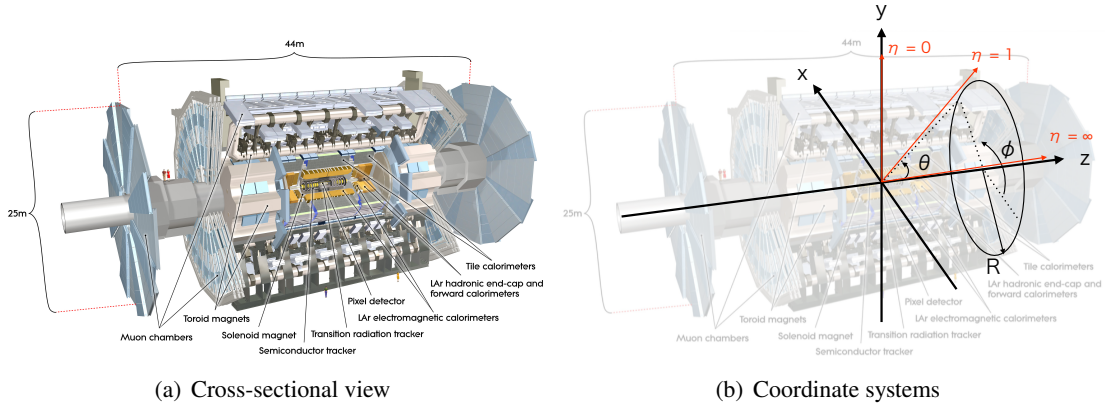 44m
25m
Tile calorimeters
LAr hadronic end-cap and
forward calorimeters
Pixel detector
LAr electromagnetic calorimeters
Toroid magnets
Muon chambers
Solenoid magnet
Transition radiation tracker
Semiconductor tracker
(a) Cross-sectional view
y
44m
η = 0
η = 1
x
η = ∞
z
θ
ϕ
25m
R
Tile calorimeters
LAr hadronic end-cap and
forward calorimeters
Pixel detector
LAr electromagnetic calorimeters
Toroid magnets
Muon chambers
Solenoid magnet
Transition radiation tracker
Semiconductor tracker
(b) Coordinate systems